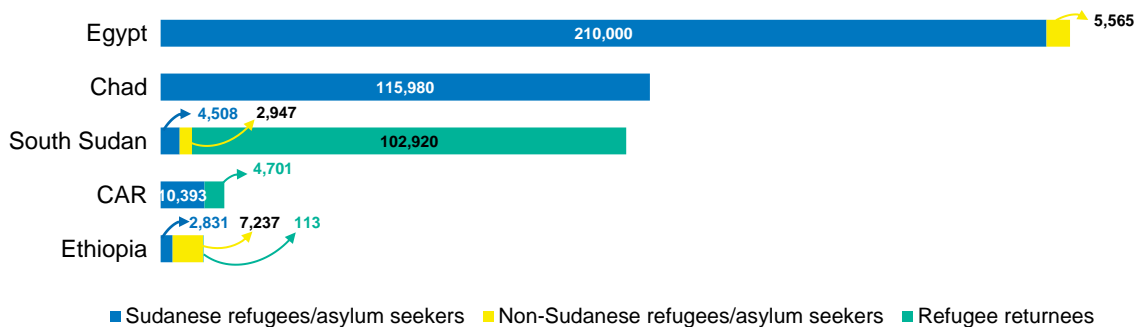 5,565
Egypt 210,000
Chad 115,980
4,508 2,947
South Sudan 102,920
4,701
CAR 10,393
2,831 7,237 113
Ethiopia
Sudanese refugees/asylum seekers Non-Sudanese refugees/asylum seekers Refugee returnees